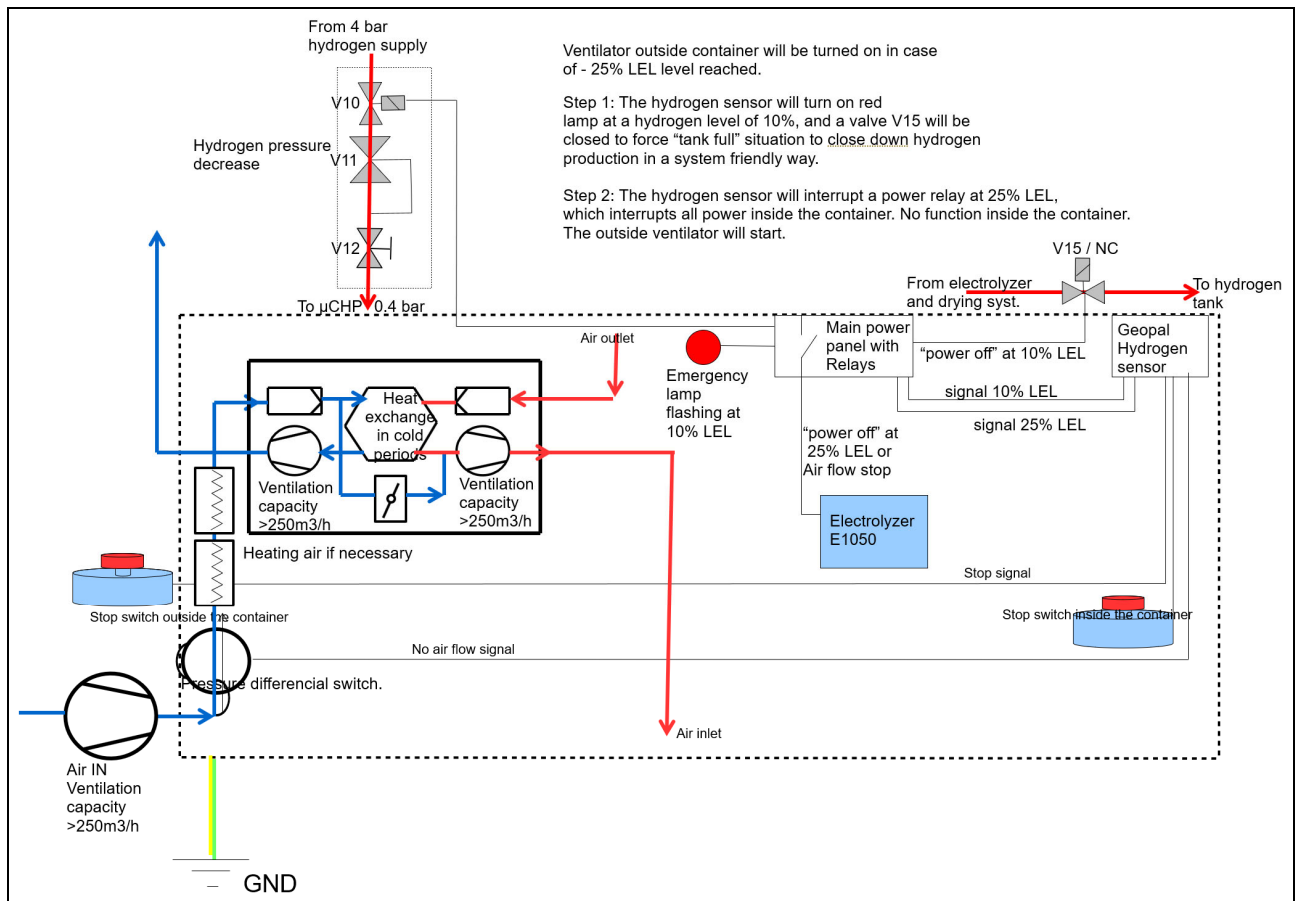 From 4 bar
hydrogen supply
Ventilator outside container will be turned on in case
of - 25% LEL level reached.
V10
Step 1: The hydrogen sensor will turn on red
lamp at a hydrogen level of 10%, and a valve V15 will be
closed to force “tank full” situation to close down hydrogen
production in a system friendly way.
Hydrogen pressure
decrease
V11
Step 2: The hydrogen sensor will interrupt a power relay at 25% LEL,
which interrupts all power inside the container. No function inside the container.
The outside ventilator will start.
V12
V15 / NC
From electrolyzer
and drying syst.
To hydrogen
tank
To µCHP 0.4 bar
Air outlet
Main power
panel with
Relays
Geopal
Hydrogen
sensor
“power off” at 10% LEL
signal 10% LEL
signal 25% LEL
Emergency
lamp
flashing at
10% LEL
Heat
exchange
in cold
periods
“power off” at
25% LEL or
Air flow stop
Ventilation
capacity
>250m3/h
Ventilation
capacity
>250m3/h
Electrolyzer
E1050
Heating air if necessary
Stop signal
Stop switch outside the container
Stop switch inside the container
No air flow signal
Pressure differencial switch.
Air inlet
Air IN
Ventilation
capacity
>250m3/h
GND